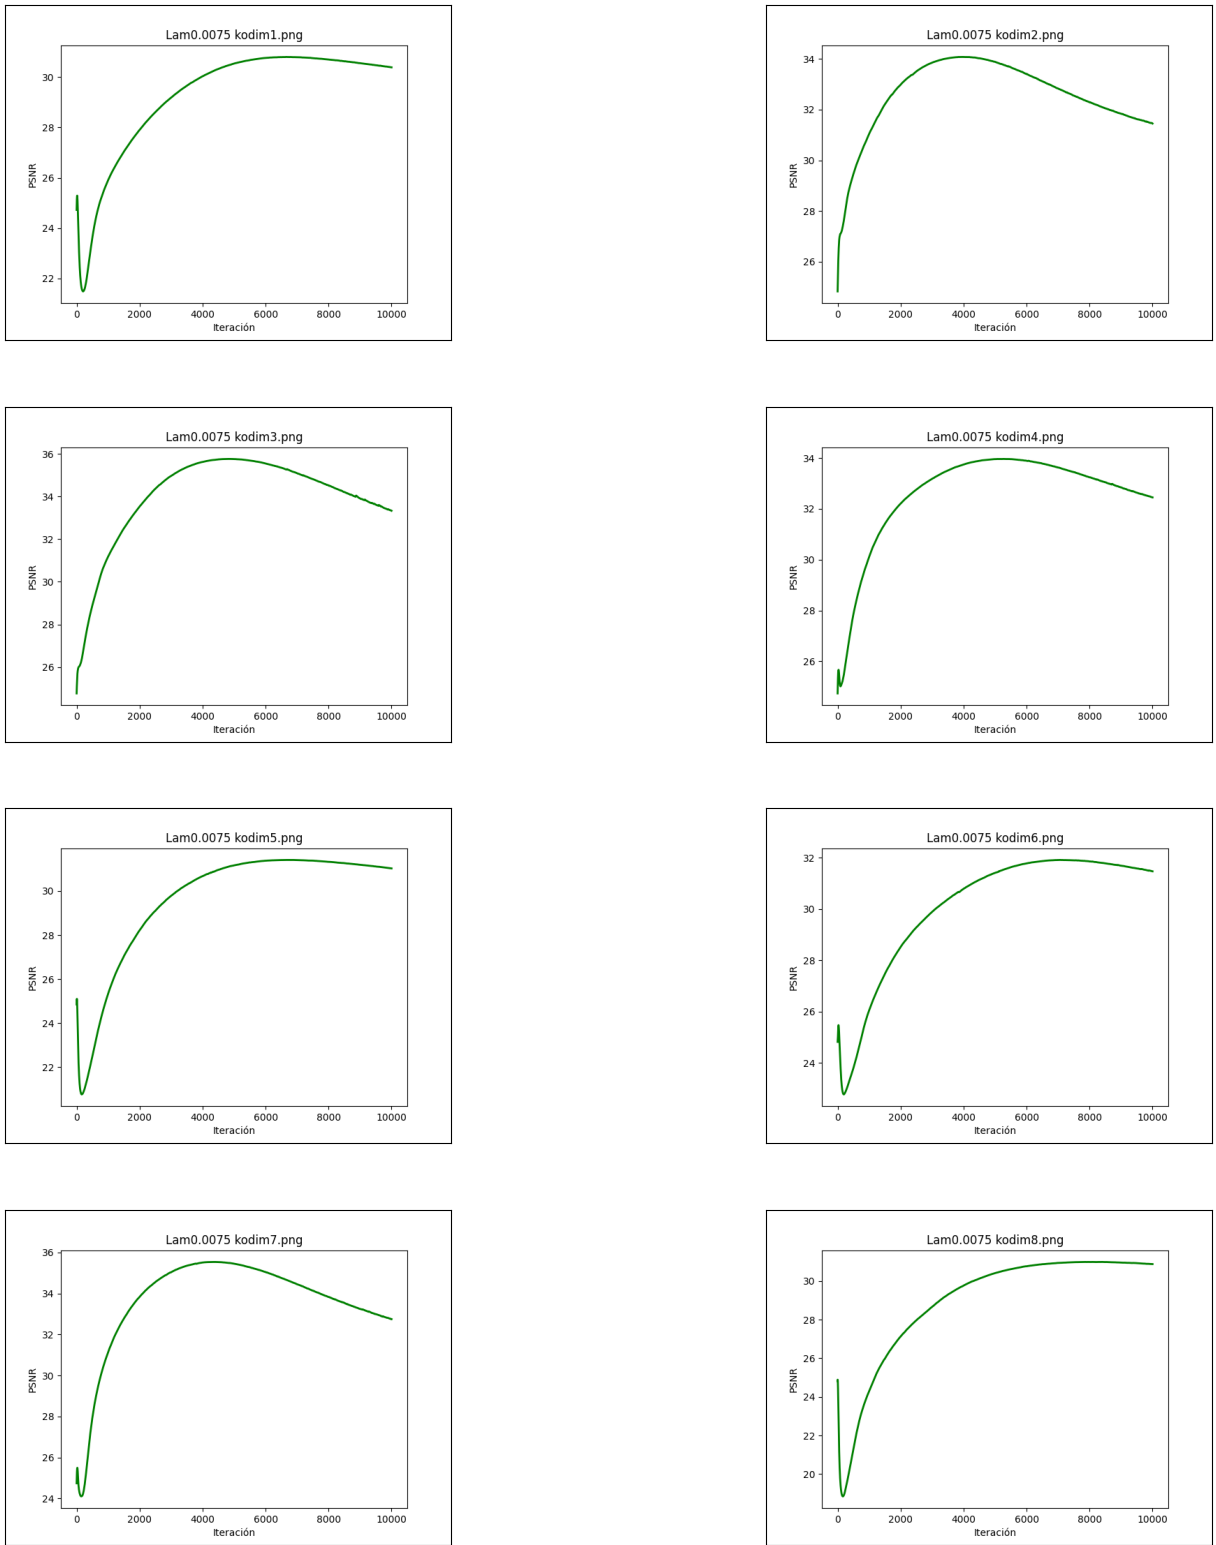 Lam0.0075 kodim1.png
PSNR
30
28
26
24
22
0 2000 4000 6000 8000 10000
Iteración
Lam0.0075 kodim2.png
PSNR
34
32
30
28
26
0 2000 4000 6000 8000 10000
Iteración
Lam0.0075 kodim3.png
PSNR
36
34
32
30
28
26
0 2000 4000 6000 8000 10000
Iteración
Lam0.0075 kodim4.png
PSNR
34
32
30
28
26
0 2000 4000 6000 8000 10000
Iteración
Lam0.0075 kodim5.png
PSNR
30
28
26
24
22
0 2000 4000 6000 8000 10000
Iteración
Lam0.0075 kodim6.png
PSNR
32
30
28
26
24
0 2000 4000 6000 8000 10000
Iteración
Lam0.0075 kodim7.png
PSNR
36
34
32
30
28
26
24
0 2000 4000 6000 8000 10000
Iteración
Lam0.0075 kodim8.png
PSNR
30
28
26
24
22
20
0 2000 4000 6000 8000 10000
Iteración